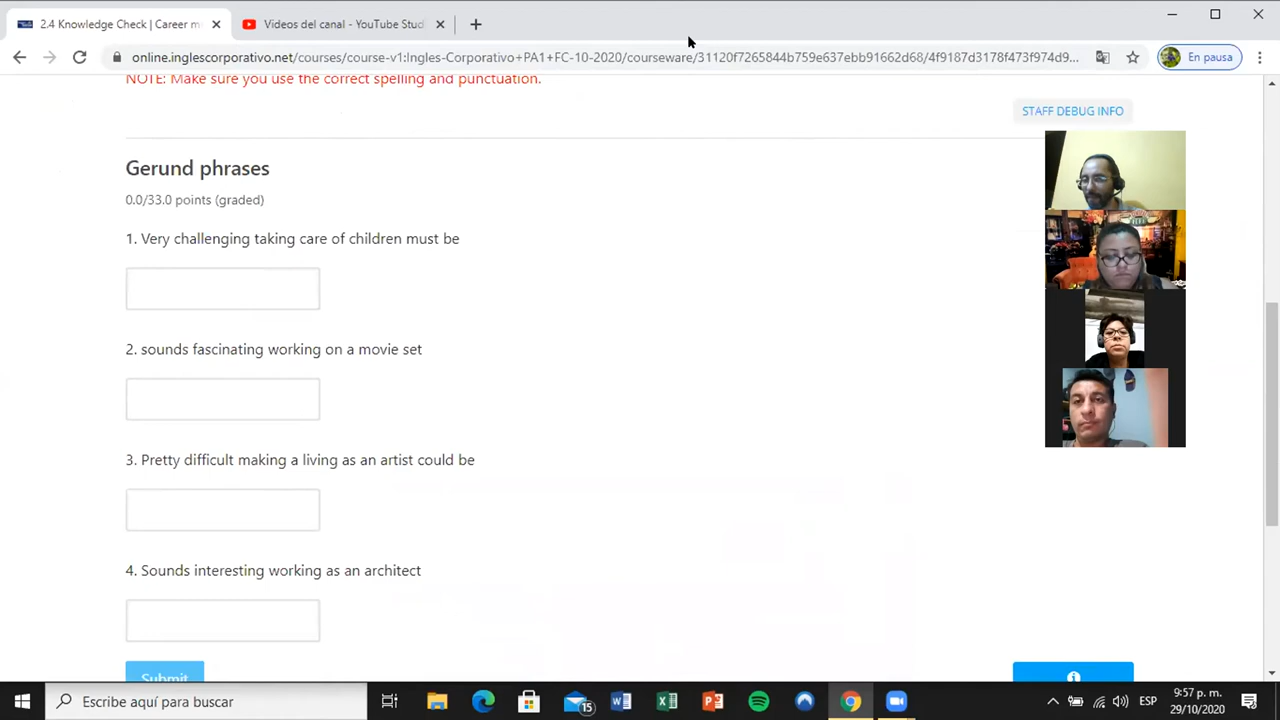 2.4 Knowledge Check | Career m
Videos del canal - YouTube Stud
online.inglescorporativo.net/courses/course-v1:Ingles-Corporativo+PA1+FC-10-2020/courseware/31120f7265844b759e637ebb91662d68/4f9187d3178f473f974d9...
En pausa
NOTE: Make sure you use the correct spelling and punctuation.
STAFF DEBUG INFO
Gerund phrases
0.0/33.0 points (graded)
1. Very challenging taking care of children must be
2. sounds fascinating working on a movie set
3. Pretty difficult making a living as an artist could be
4. Sounds interesting working as an architect
Submit
Escribe aquí para buscar
15
ESP
9:57 p. m.
29/10/2020